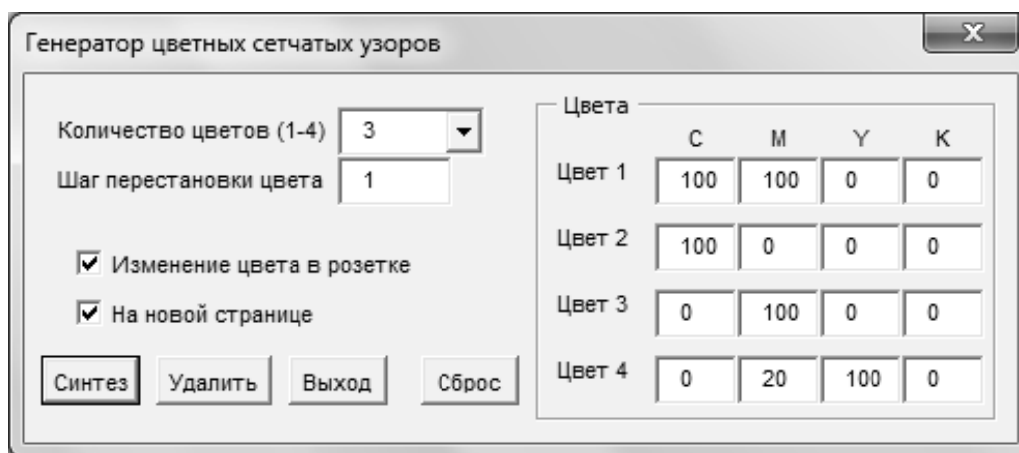 Генератор цветных сетчатых узоров
Количество цветов (1-4) 3
Шаг перестановки цвета 1
Изменение цвета в розетке
На новой странице
Синтез Удалить Выход Сброс
Цвета
C M Y K
Цвет 1 100 100 0 0
Цвет 2 100 0 0 0
Цвет 3 0 100 0 0
Цвет 4 0 20 100 0